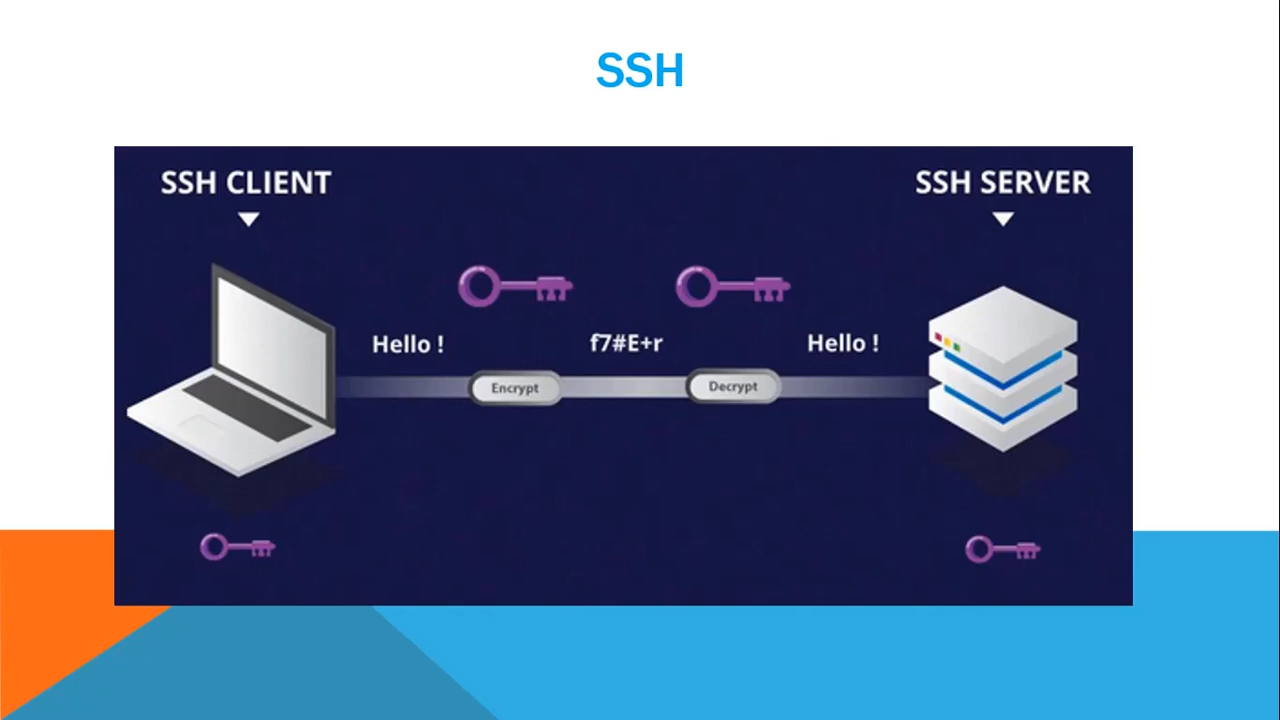 SSH
SSH CLIENT
SSH SERVER
Hello !
f7#E+r
Hello !
Encrypt
Decrypt